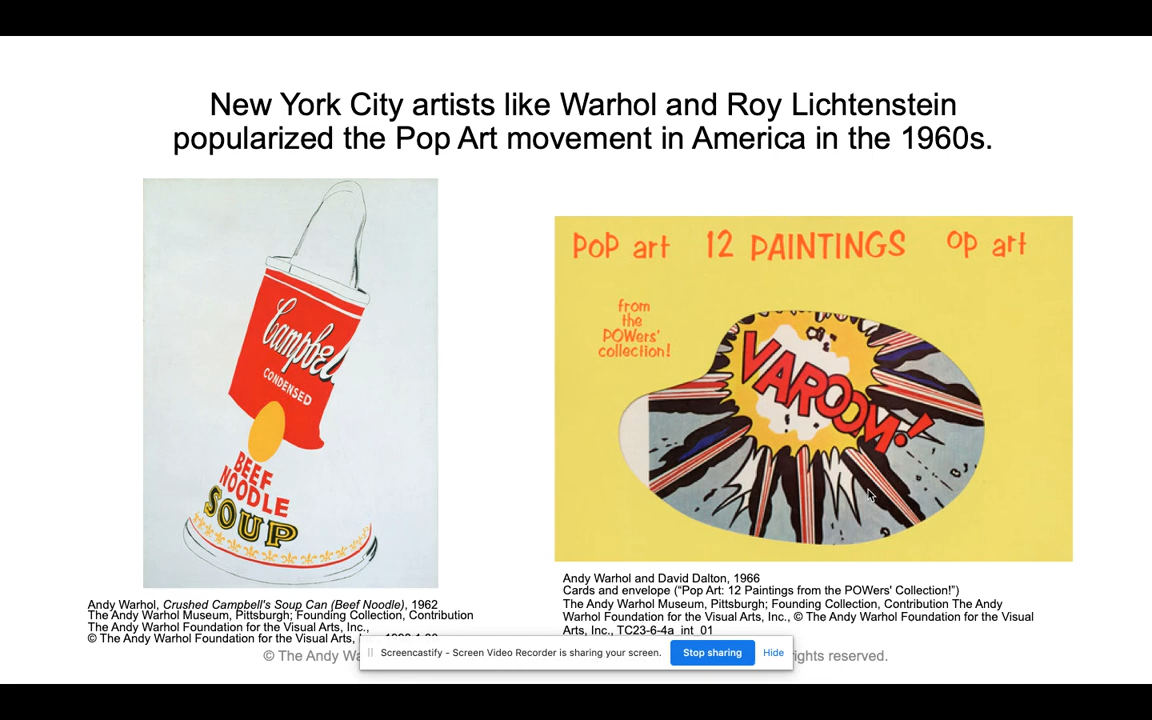 New York City artists like Warhol and Roy Lichtenstein
popularized the Pop Art movement in America in the 1960s.
Campbell
CONDENSED
BEEF
NOODLE
SOUP
POP art 12 PAINTINGS OP art
from
the
POWers'
collection!
VAROOM!
Andy Warhol, Crushed Campbell's Soup Can (Beef Noodle), 1962
The Andy Warhol Museum, Pittsburgh; Founding Collection, Contribution
The Andy Warhol Foundation for the Visual Arts, Inc.,
© The Andy Warhol Foundation for the Visual Arts,
Andy Warhol and David Dalton, 1966
Cards and envelope (“Pop Art: 12 Paintings from the POWers' Collection!”)
The Andy Warhol Museum, Pittsburgh; Founding Collection, Contribution The Andy
Warhol Foundation for the Visual Arts, Inc., © The Andy Warhol Foundation for the Visual
Arts, Inc., TC23-6-4a_int_01
© The Andy rights reserved.
Screencastify - Screen Video Recorder is sharing your screen. Stop sharing Hide